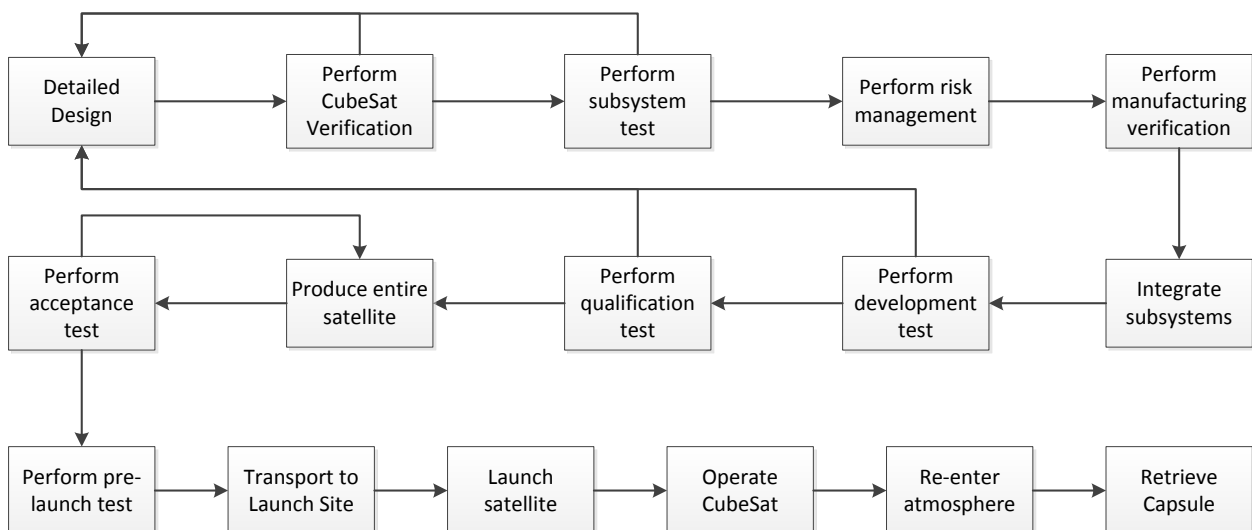 Detailed
Design
Perform
CubeSat
Verification
Perform
subsystem
test
Perform risk
management
Perform
manufacturing
verification
Perform
acceptance
test
Produce entire
satellite
Perform
qualification
test
Perform
development
test
Integrate
subsystems
Perform pre-
launch test
Transport to
Launch Site
Launch
satellite
Operate
CubeSat
Re-enter
atmosphere
Retrieve
Capsule